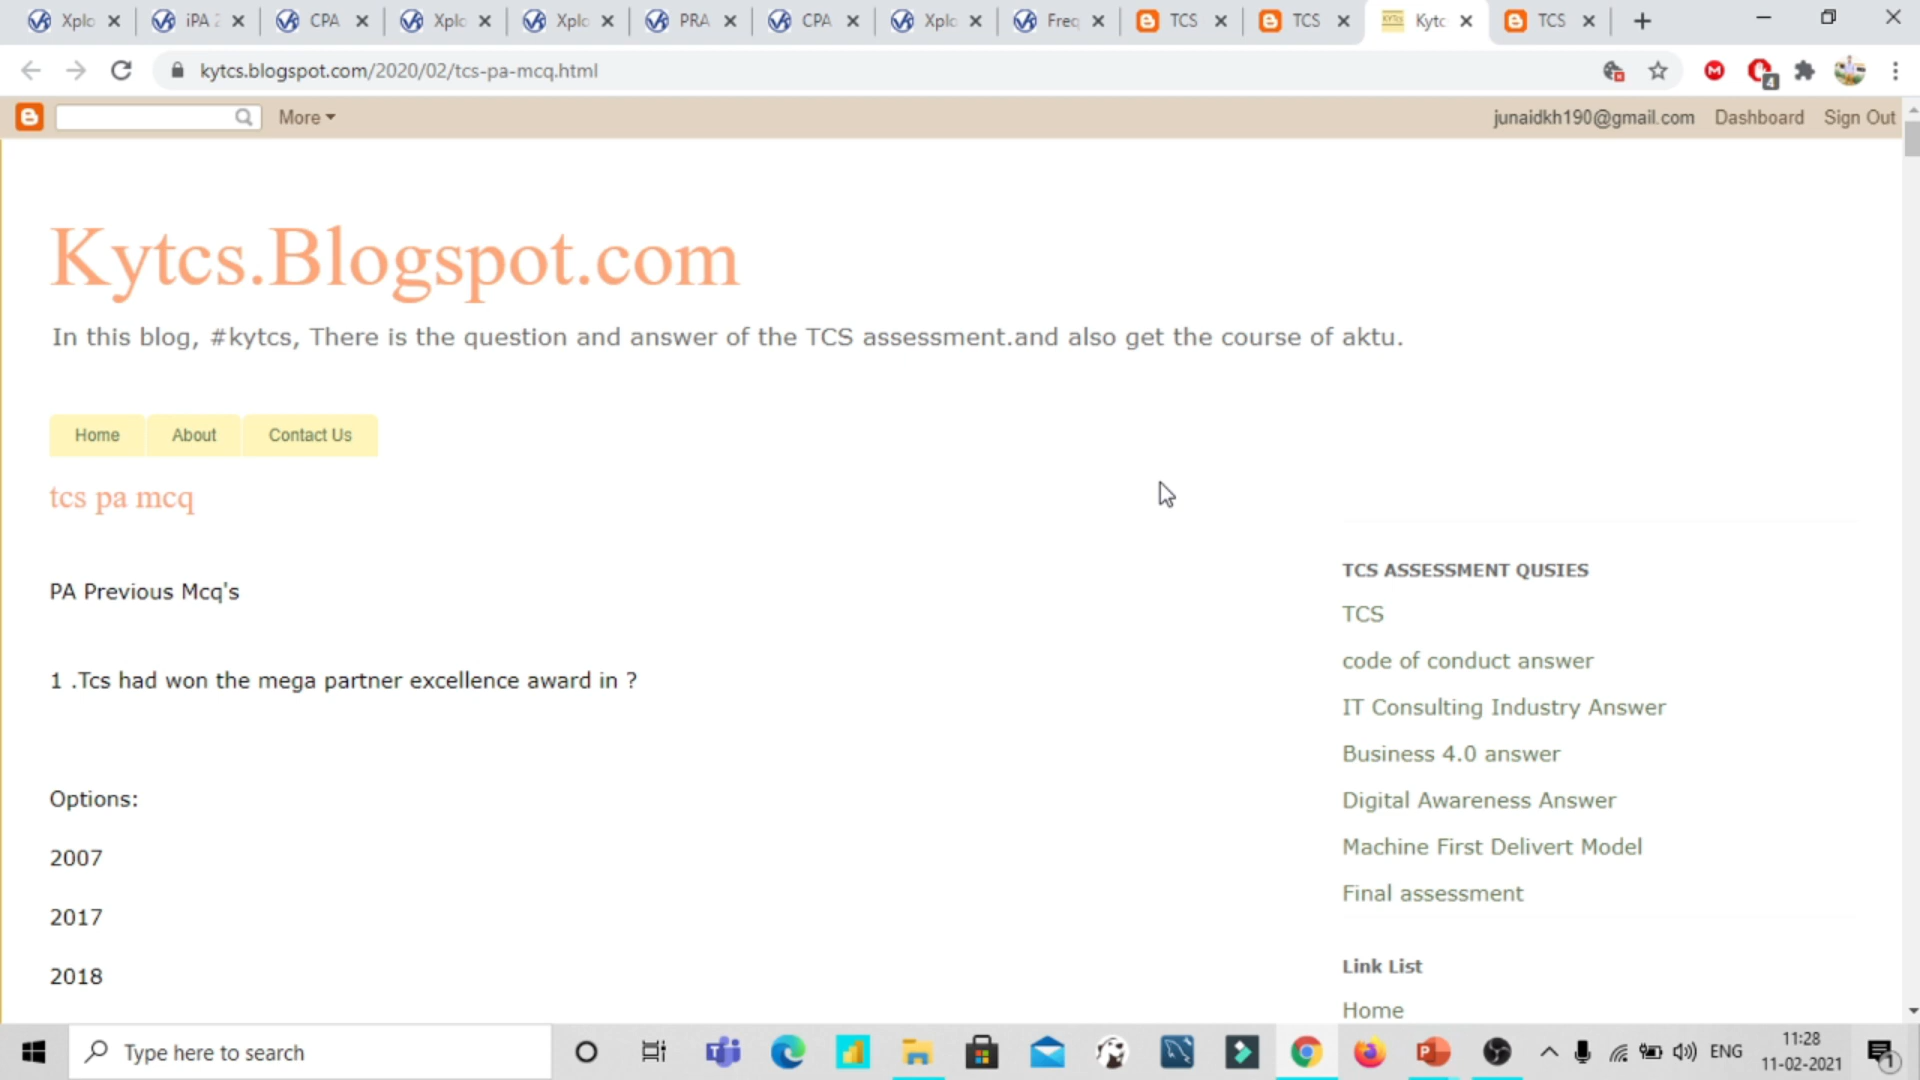 Xplo
iPA 2
CPA
Xplo
Xplo
PRA
CPA
Xplo
Freq
TCS
TCS
Kytc
TCS
kytcs.blogspot.com/2020/02/tcs-pa-mcq.html
4
More
junaidkh190@gmail.com
Dashboard
Sign Out
Kytcs.Blogspot.com
In this blog, #kytcs, There is the question and answer of the TCS assessment.and also get the course of aktu.
Home
About
Contact Us
tcs pa mcq
PA Previous Mcq's
1 .Tcs had won the mega partner excellence award in ?
Options:
2007
2017
2018
TCS ASSESSMENT QUSIES
TCS
code of conduct answer
IT Consulting Industry Answer
Business 4.0 answer
Digital Awareness Answer
Machine First Delivert Model
Final assessment
Link List
Home
Type here to search
ENG
11:28
11-02-2021
1